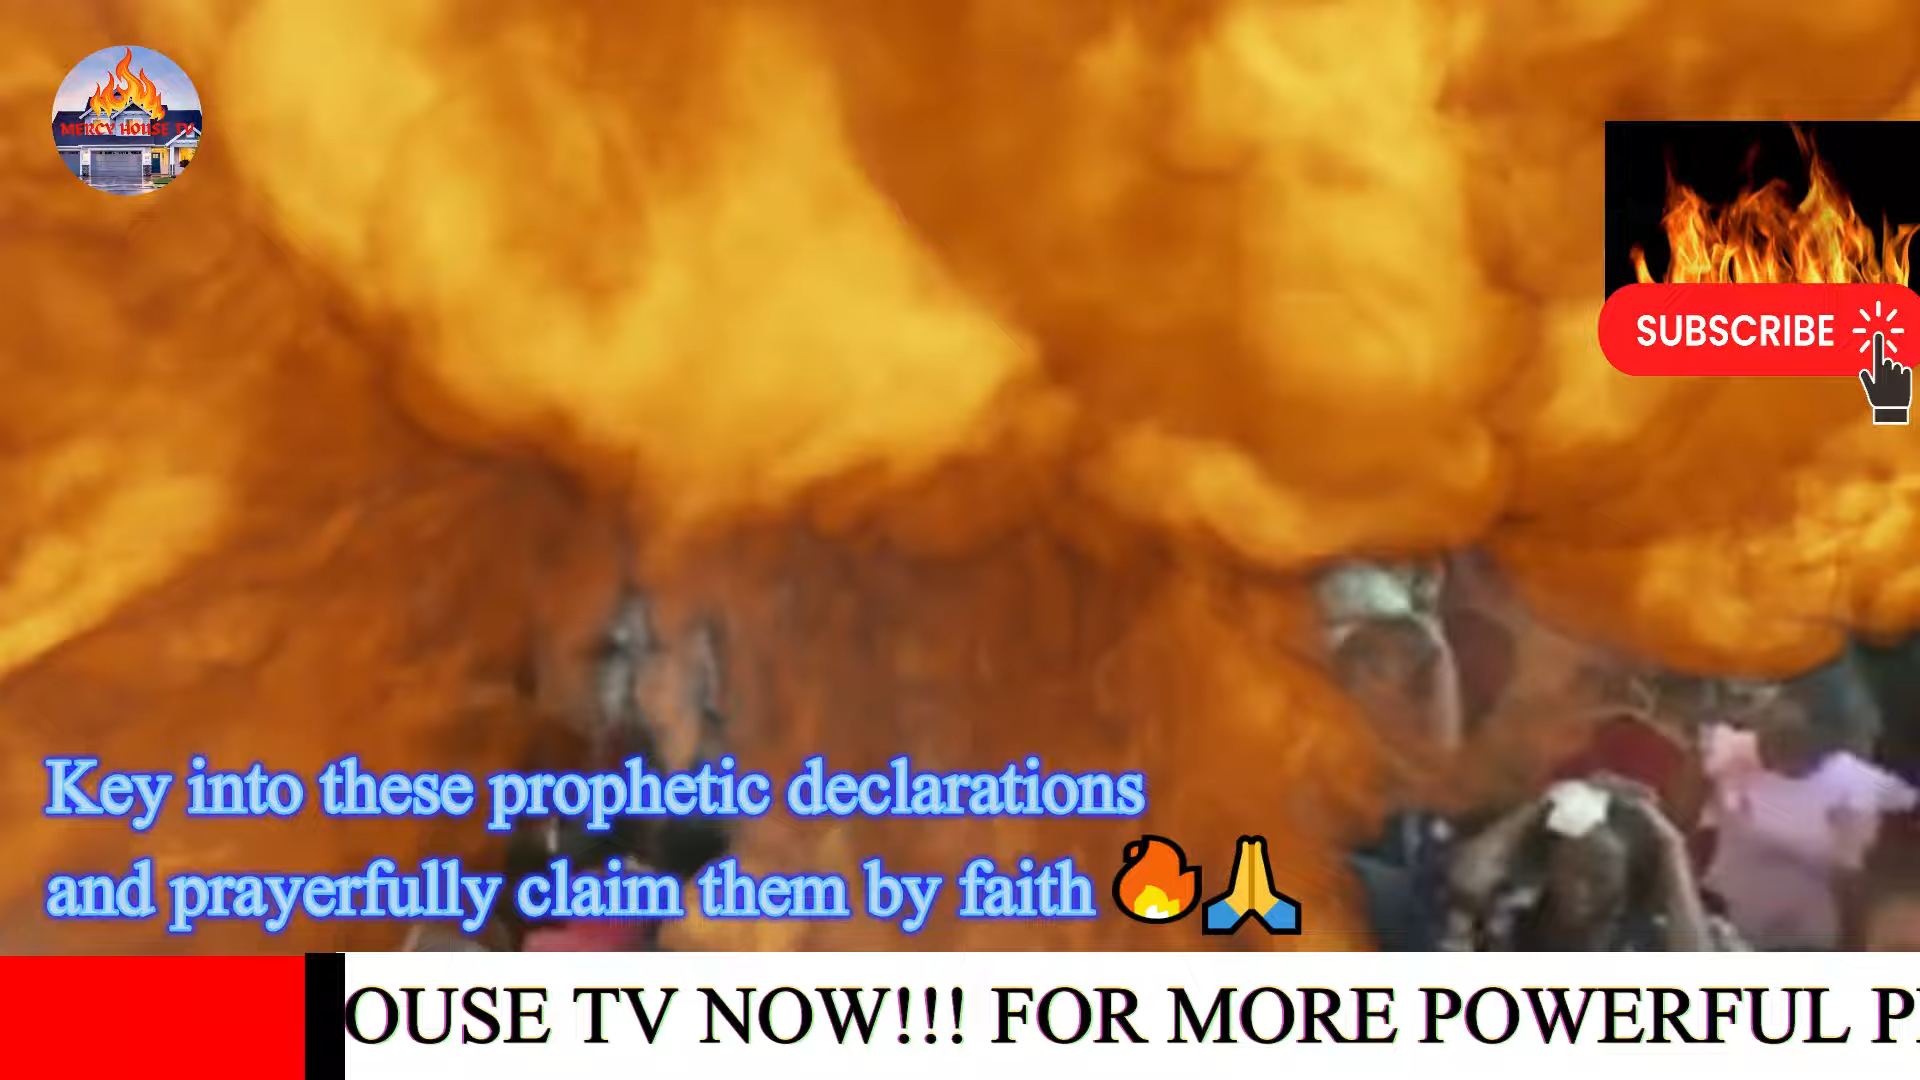 MERCY HOUSE TV
SUBSCRIBE
Key into these prophetic declarations
and prayerfully claim them by faith 🔥🙏
OUSE TV NOW!!! FOR MORE POWERFUL P